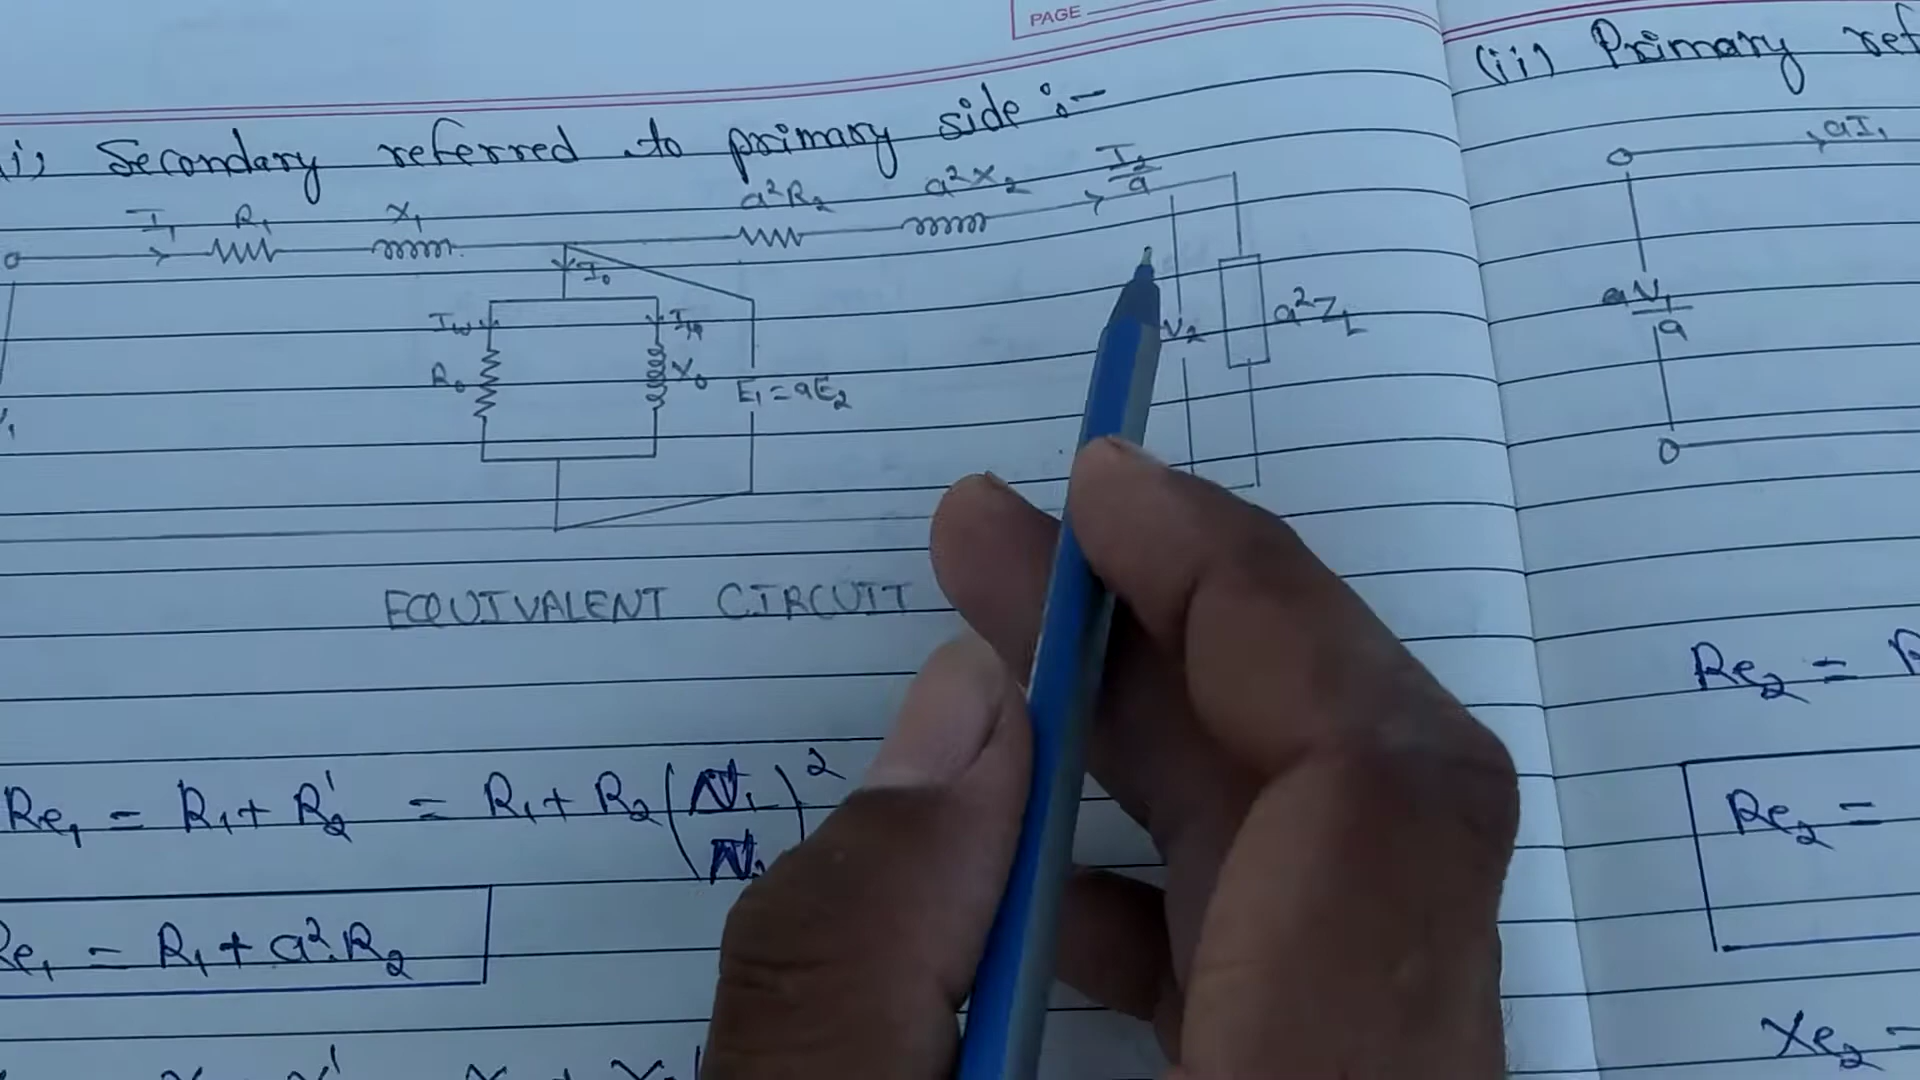 PAGE
(i) Secondary referred to primary side :-
I₁ R₁ X₁ a²R₂ a²X₂ I₂/a
I₀
Iw
R₀ X₀ E₁ = aE₂ V₂ a²Z_L
EQUIVALENT CIRCUIT
Re₁ = R₁ + R₂' = R₁ + R₂ (N₁/N₂)²
Re₁ = R₁ + a².R₂
(ii) Primary ref
aI₁
V₁/a
Re₂ =
Re₂ =
Xe₂ =